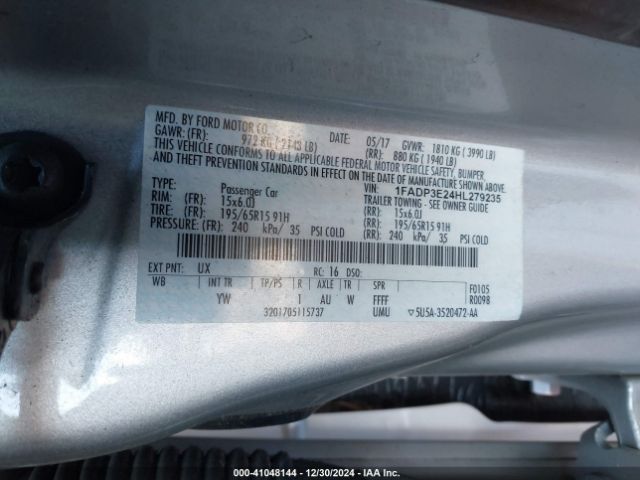 MFD. BY FORD MOTOR CO.
DATE: 05/17 GVWR: 1810 KG ( 3990 LB)
GAWR: (FR): 972 KG ( 2143 LB) (RR): 880 KG ( 1940 LB)
THIS VEHICLE CONFORMS TO ALL APPLICABLE FEDERAL MOTOR VEHICLE SAFETY, BUMPER,
AND THEFT PREVENTION STANDARDS IN EFFECT ON THE DATE OF MANUFACTURE SHOWN ABOVE.
VIN: 1FADP3E24HL279235
TYPE: Passenger Car TRAILER TOWING - SEE OWNER GUIDE
RIM: (FR): 15x6.0J (RR): 15x6.0J
TIRE: (FR): 195/65R15 91H (RR): 195/65R15 91H
PRESSURE: (FR): 240 kPa/ 35 PSI COLD (RR): 240 kPa/ 35 PSI COLD
EXT PNT: UX RC: 16 DSO:
WB INT TR TP/PS R AXLE TR SPR F0105
YW 1 AU W FFFF R0098
3201705115737 UMU ▽5U5A-3520472-AA
000-41048144 - 12/30/2024 - IAA Inc.